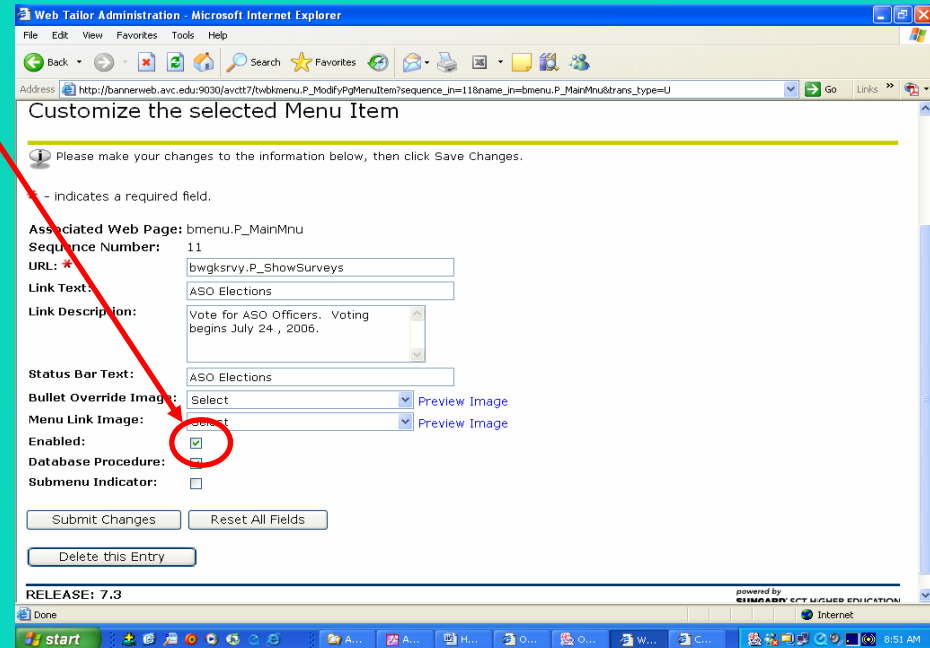 Web Tailor Administration - Microsoft Internet Explorer
File Edit View Favorites Tools Help
Back Search Favorites
Address http://bannerweb.avc.edu:9030/avctt7/twbkmenu.P_ModifyPgMenuItem?sequence_in=11&name_in=bmenu.P_MainMnu&trans_type=U Go Links »
Customize the selected Menu Item
Please make your changes to the information below, then click Save Changes.
* - indicates a required field.
Associated Web Page: bmenu.P_MainMnu
Sequence Number: 11
URL: * bwgksrvy.P_ShowSurveys
Link Text: ASO Elections
Link Description: Vote for ASO Officers. Voting
begins July 24 , 2006.
Status Bar Text: ASO Elections
Bullet Override Image: Select Preview Image
Menu Link Image: Select Preview Image
Enabled:
Database Procedure:
Submenu Indicator:
Submit Changes Reset All Fields
Delete this Entry
RELEASE: 7.3 powered by
SUNGARD' SCT HIGHER EDUCATION
Done Internet
start A... A... H... O... O... W... C... 8:51 AM